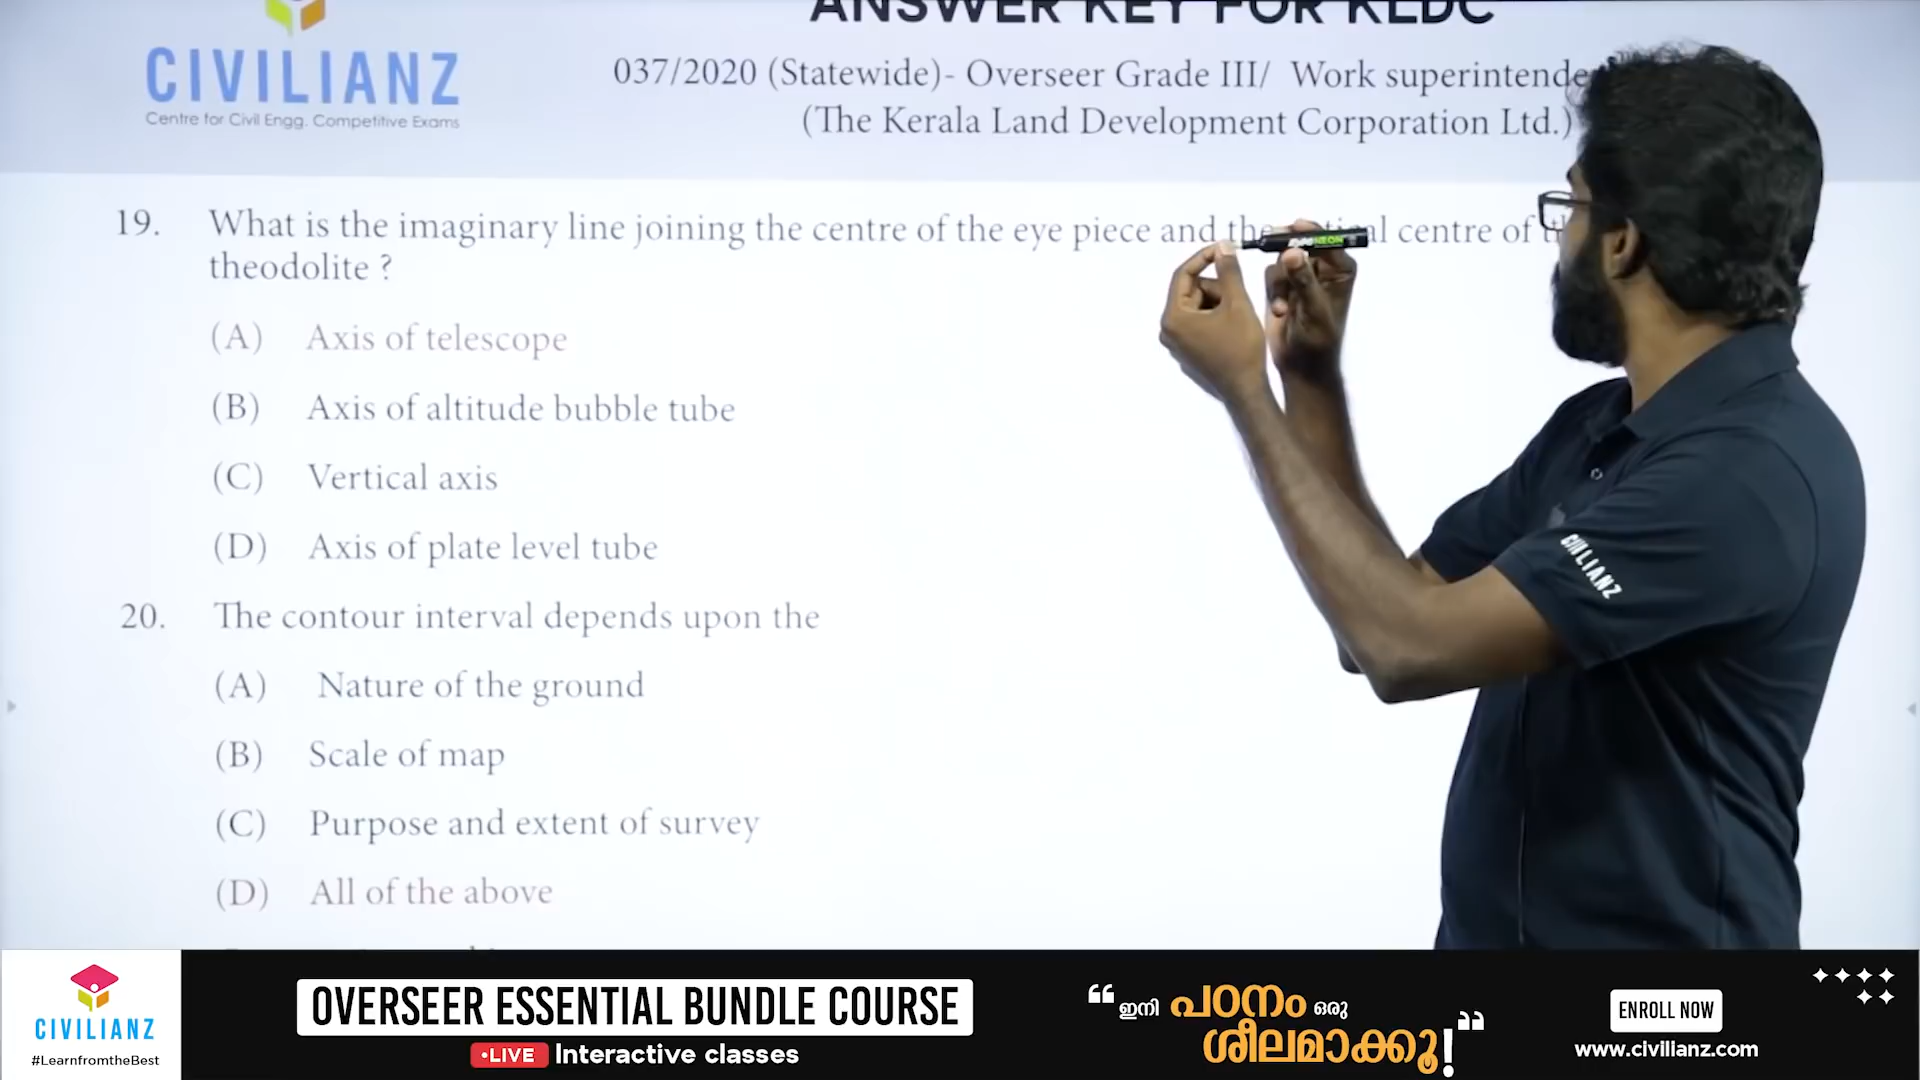 ANSWER KEY FOR KLDC
CIVILIANZ
Centre for Civil Engg. Competitive Exams
037/2020 (Statewide)- Overseer Grade III/ Work superintende
(The Kerala Land Development Corporation Ltd.)
19. What is the imaginary line joining the centre of the eye piece and the centre of
theodolite ?
(A) Axis of telescope
(B) Axis of altitude bubble tube
(C) Vertical axis
(D) Axis of plate level tube
20. The contour interval depends upon the
(A) Nature of the ground
(B) Scale of map
(C) Purpose and extent of survey
(D) All of the above
CIVILIANZ
CIVILIANZ
#LearnfromtheBest
OVERSEER ESSENTIAL BUNDLE COURSE
•LIVE Interactive classes
“ഇനി പഠനം ഒരു
ശീലമാക്കൂ!”
ENROLL NOW
www.civilianz.com